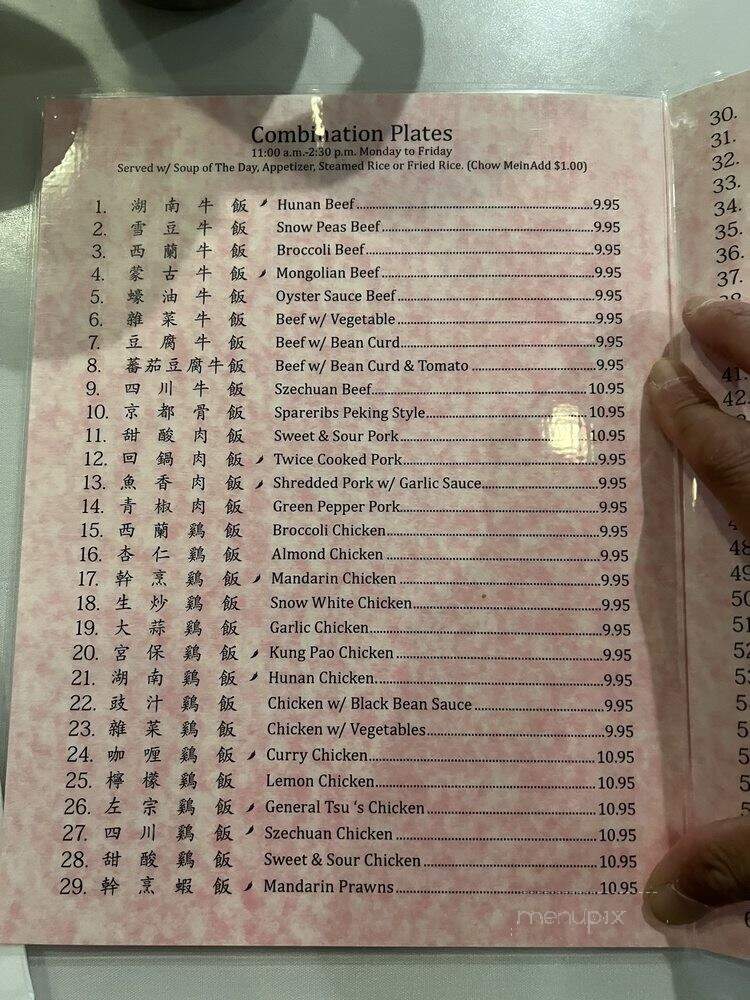 Combination Plates
11:00 a.m.-2:30 p.m. Monday to Friday
Served w/ Soup of The Day, Appetizer, Steamed Rice or Fried Rice. (Chow MeinAdd $1.00)
1. 湖南牛飯 Hunan Beef 9.95
2. 雪豆牛飯 Snow Peas Beef 9.95
3. 西蘭牛飯 Broccoli Beef 9.95
4. 蒙古牛飯 Mongolian Beef 9.95
5. 蠔油牛飯 Oyster Sauce Beef 9.95
6. 雜菜牛飯 Beef w/ Vegetable 9.95
7. 豆腐牛飯 Beef w/ Bean Curd 9.95
8. 蕃茄豆腐牛飯 Beef w/ Bean Curd & Tomato 9.95
9. 四川牛飯 Szechuan Beef 10.95
10. 京都骨飯 Spareribs Peking Style 10.95
11. 甜酸肉飯 Sweet & Sour Pork 10.95
12. 回鍋肉飯 Twice Cooked Pork 9.95
13. 魚香肉飯 Shredded Pork w/ Garlic Sauce 9.95
14. 青椒肉飯 Green Pepper Pork 9.95
15. 西蘭鷄飯 Broccoli Chicken 9.95
16. 杏仁鷄飯 Almond Chicken 9.95
17. 幹烹鷄飯 Mandarin Chicken 9.95
18. 生炒鷄飯 Snow White Chicken 9.95
19. 大蒜鷄飯 Garlic Chicken 9.95
20. 宮保鷄飯 Kung Pao Chicken 9.95
21. 湖南鷄飯 Hunan Chicken 9.95
22. 豉汁鷄飯 Chicken w/ Black Bean Sauce 9.95
23. 雜菜鷄飯 Chicken w/ Vegetables 9.95
24. 咖喱鷄飯 Curry Chicken 10.95
25. 檸檬鷄飯 Lemon Chicken 10.95
26. 左宗鷄飯 General Tsu 's Chicken 10.95
27. 四川鷄飯 Szechuan Chicken 10.95
28. 甜酸鷄飯 Sweet & Sour Chicken 10.95
29. 幹烹蝦飯 Mandarin Prawns 10.95
menupix
30.
31.
32.
33.
34.
35.
36.
37.
41.
42.
48
49
50
51
52